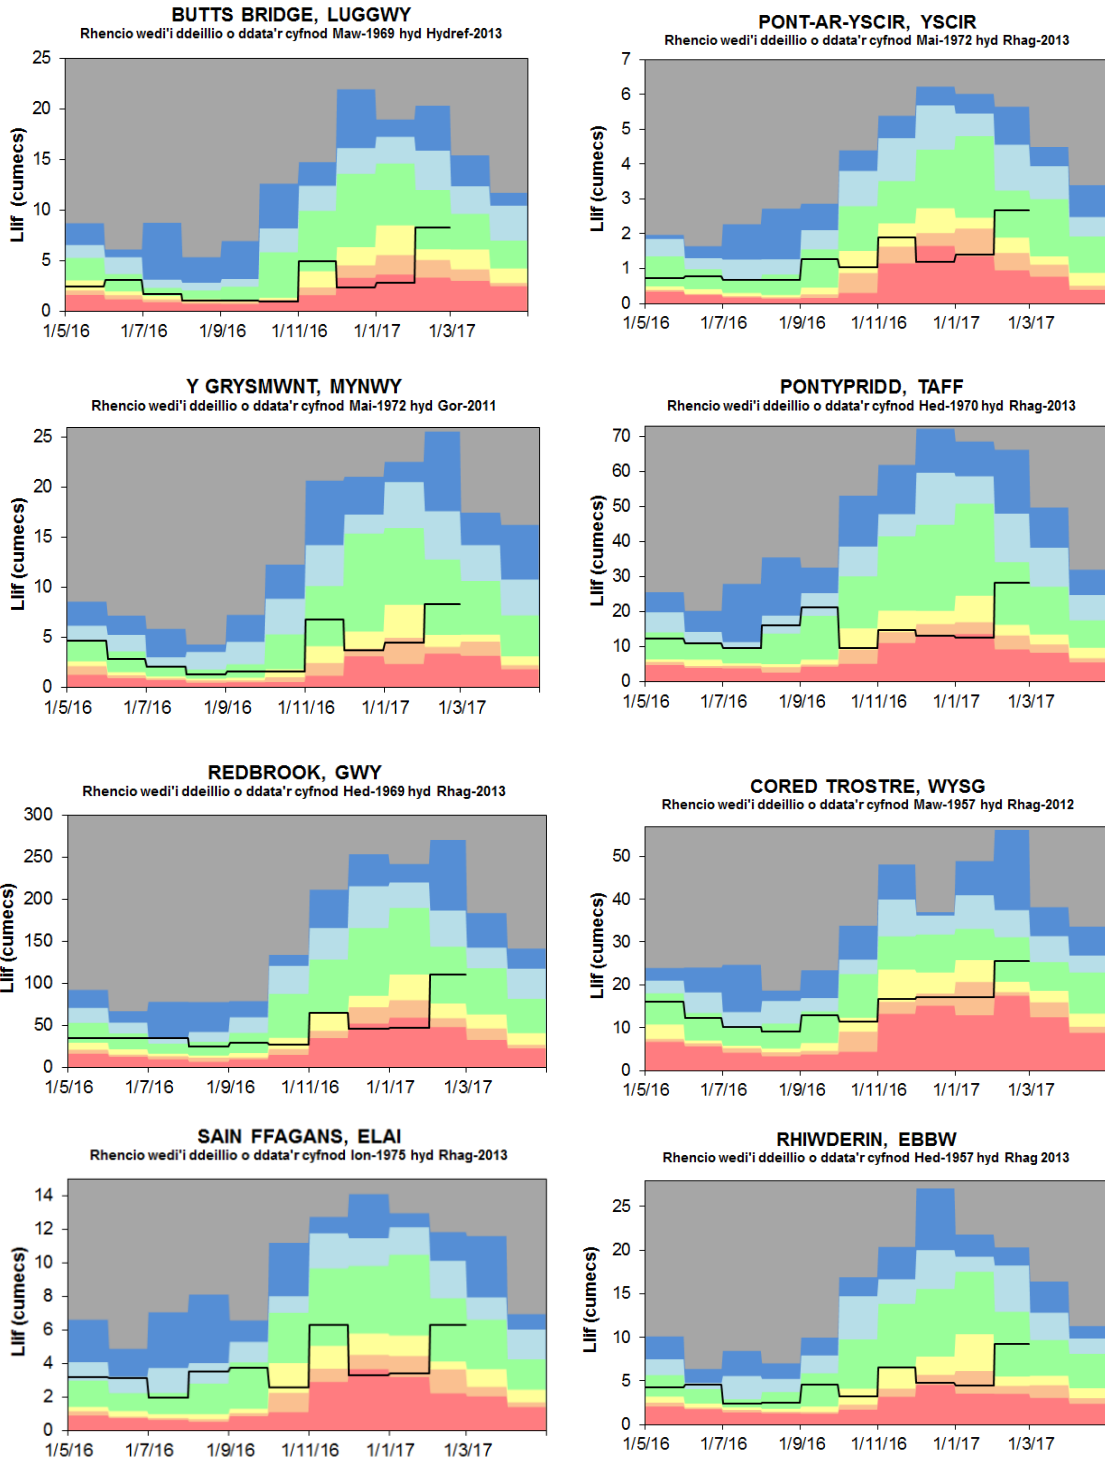 BUTTS BRIDGE, LUGGWY
Rhencio wedi'i ddeillio o ddata'r cyfnod Maw-1969 hyd Hydref-2013
Llif (cumecs)
25
20
15
10
5
0
1/5/16 1/7/16 1/9/16 1/11/16 1/1/17 1/3/17
PONT-AR-YSCIR, YSCIR
Rhencio wedi'i ddeillio o ddata'r cyfnod Mai-1972 hyd Rhag-2013
Llif (cumecs)
7
6
5
4
3
2
1
0
1/5/16 1/7/16 1/9/16 1/11/16 1/1/17 1/3/17
Y GRYSMWNT, MYNWY
Rhencio wedi'i ddeillio o ddata'r cyfnod Mai-1972 hyd Gor-2011
Llif (cumecs)
25
20
15
10
5
0
1/5/16 1/7/16 1/9/16 1/11/16 1/1/17 1/3/17
PONTYPRIDD, TAFF
Rhencio wedi'i ddeillio o ddata'r cyfnod Hed-1970 hyd Rhag-2013
Llif (cumecs)
70
60
50
40
30
20
10
0
1/5/16 1/7/16 1/9/16 1/11/16 1/1/17 1/3/17
REDBROOK, GWY
Rhencio wedi'i ddeillio o ddata'r cyfnod Hed-1969 hyd Rhag-2013
Llif (cumecs)
300
250
200
150
100
50
0
1/5/16 1/7/16 1/9/16 1/11/16 1/1/17 1/3/17
CORED TROSTRE, WYSG
Rhencio wedi'i ddeillio o ddata'r cyfnod Maw-1957 hyd Rhag-2012
Llif (cumecs)
50
40
30
20
10
0
1/5/16 1/7/16 1/9/16 1/11/16 1/1/17 1/3/17
SAIN FFAGANS, ELAI
Rhencio wedi'i ddeillio o ddata'r cyfnod Ion-1975 hyd Rhag-2013
Llif (cumecs)
14
12
10
8
6
4
2
0
1/5/16 1/7/16 1/9/16 1/11/16 1/1/17 1/3/17
RHIWDERIN, EBBW
Rhencio wedi'i ddeillio o ddata'r cyfnod Hed-1957 hyd Rhag 2013
Llif (cumecs)
25
20
15
10
5
0
1/5/16 1/7/16 1/9/16 1/11/16 1/1/17 1/3/17